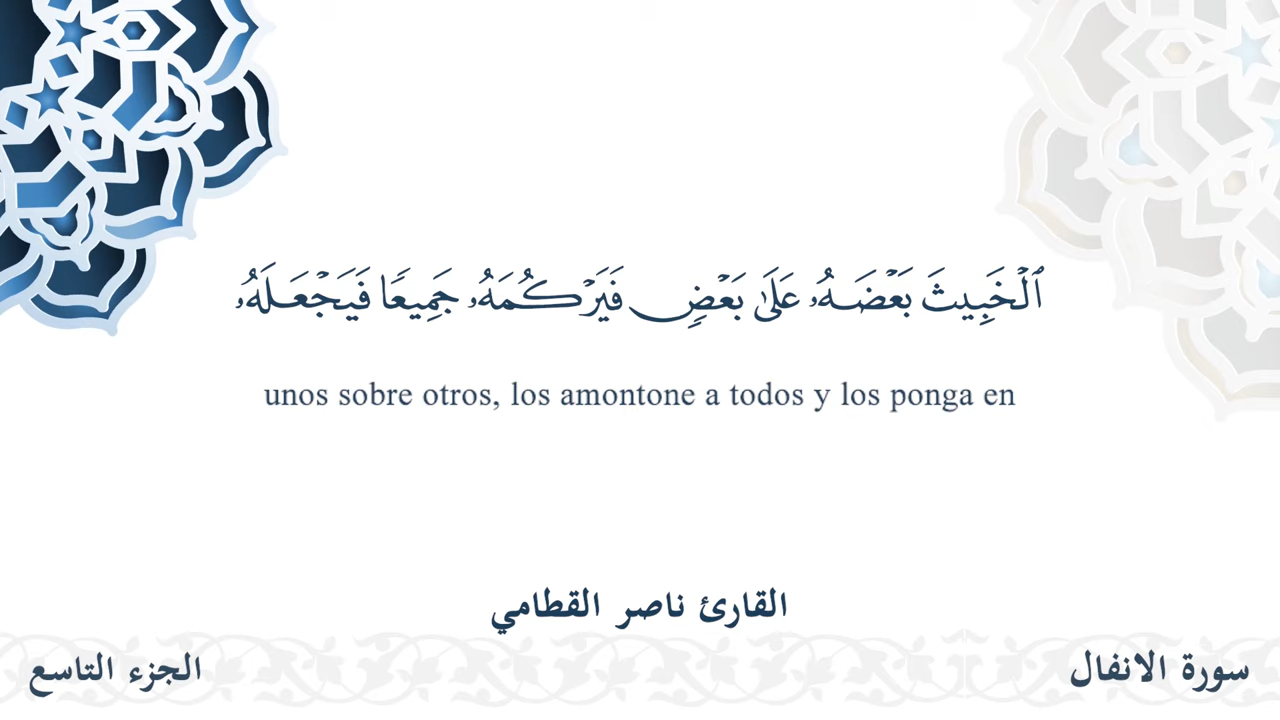 ٱلْخَبِيثَ بَعْضَهُۥ عَلَىٰ بَعْضٍ فَيَرْكُمَهُۥ جَمِيعًا فَيَجْعَلَهُۥ
unos sobre otros, los amontone a todos y los ponga en
القارئ ناصر القطامي
سورة الانفال
الجزء التاسع